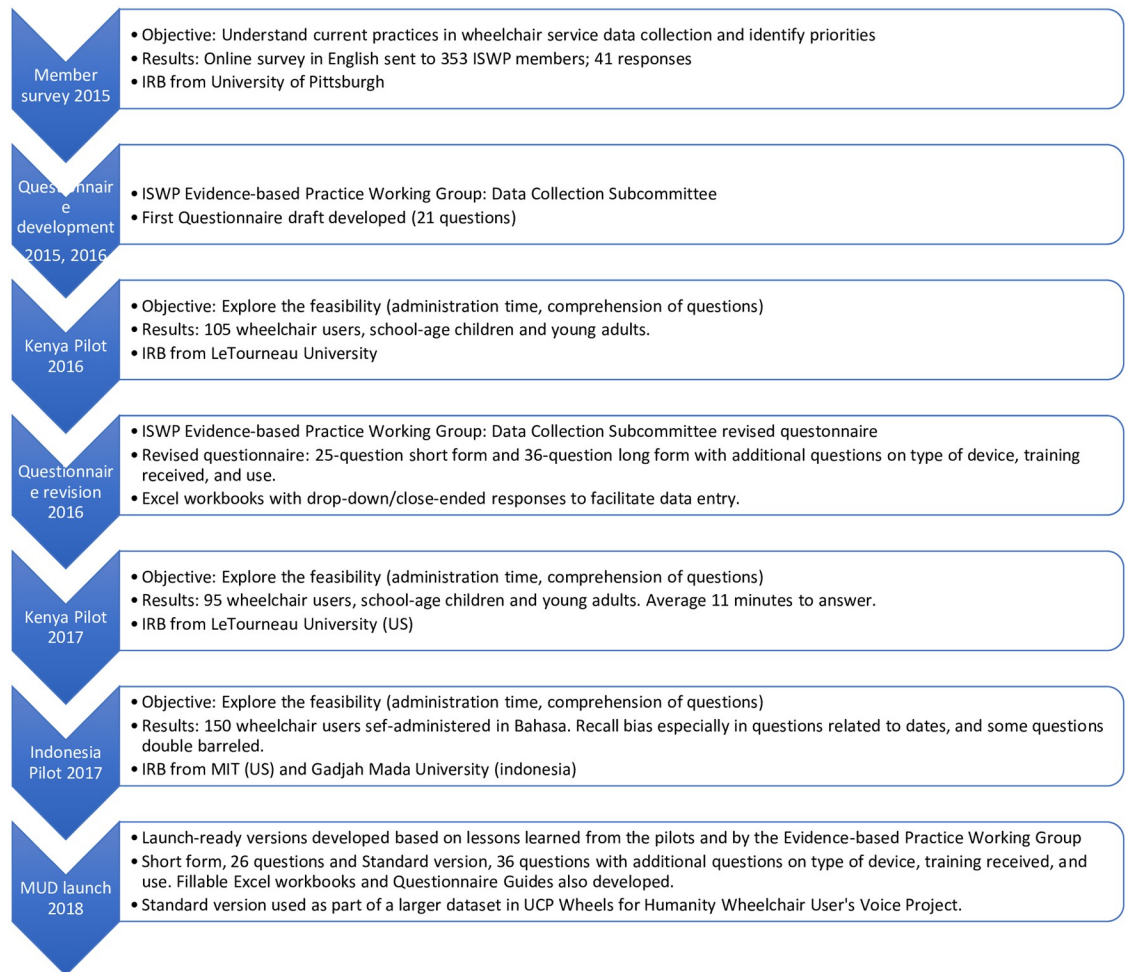 Member
survey 2015
• Objective: Understand current practices in wheelchair service data collection and identify priorities
• Results: Online survey in English sent to 353 ISWP members; 41 responses
• IRB from University of Pittsburgh
Questionnair
e
development
2015, 2016
• ISWP Evidence-based Practice Working Group: Data Collection Subcommittee
• First Questionnaire draft developed (21 questions)
Kenya Pilot
2016
• Objective: Explore the feasibility (administration time, comprehension of questions)
• Results: 105 wheelchair users, school-age children and young adults.
• IRB from LeTourneau University
Questionnair
e revision
2016
• ISWP Evidence-based Practice Working Group: Data Collection Subcommittee revised questonnaire
• Revised questionnaire: 25-question short form and 36-question long form with additional questions on type of device, training
received, and use.
• Excel workbooks with drop-down/close-ended responses to facilitate data entry.
Kenya Pilot
2017
• Objective: Explore the feasibility (administration time, comprehension of questions)
• Results: 95 wheelchair users, school-age children and young adults. Average 11 minutes to answer.
• IRB from LeTourneau University (US)
Indonesia
Pilot 2017
• Objective: Explore the feasibility (administration time, comprehension of questions)
• Results: 150 wheelchair users sef-administered in Bahasa. Recall bias especially in questions related to dates, and some questions
double barreled.
• IRB from MIT (US) and Gadjah Mada University (indonesia)
MUD launch
2018
• Launch-ready versions developed based on lessons learned from the pilots and by the Evidence-based Practice Working Group
• Short form, 26 questions and Standard version, 36 questions with additional questions on type of device, training received, and
use. Fillable Excel workbooks and Questionnaire Guides also developed.
• Standard version used as part of a larger dataset in UCP Wheels for Humanity Wheelchair User's Voice Project.